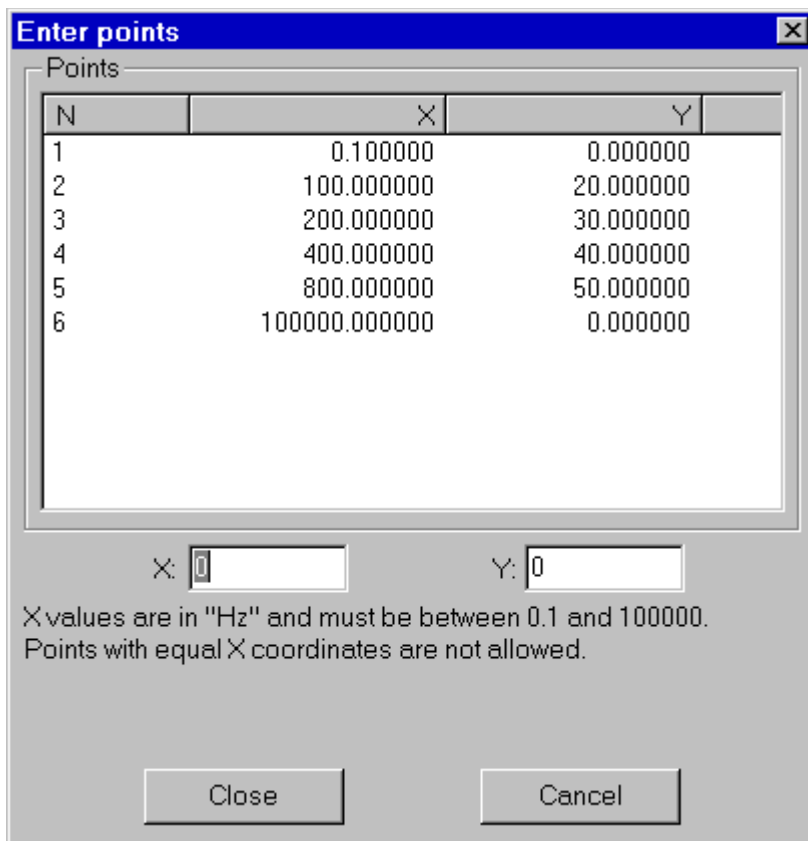 Enter points
Points
N X Y
1 0.100000 0.000000
2 100.000000 20.000000
3 200.000000 30.000000
4 400.000000 40.000000
5 800.000000 50.000000
6 100000.000000 0.000000
X: 0 Y: 0
X values are in "Hz" and must be between 0.1 and 100000.
Points with equal X coordinates are not allowed.
Close Cancel